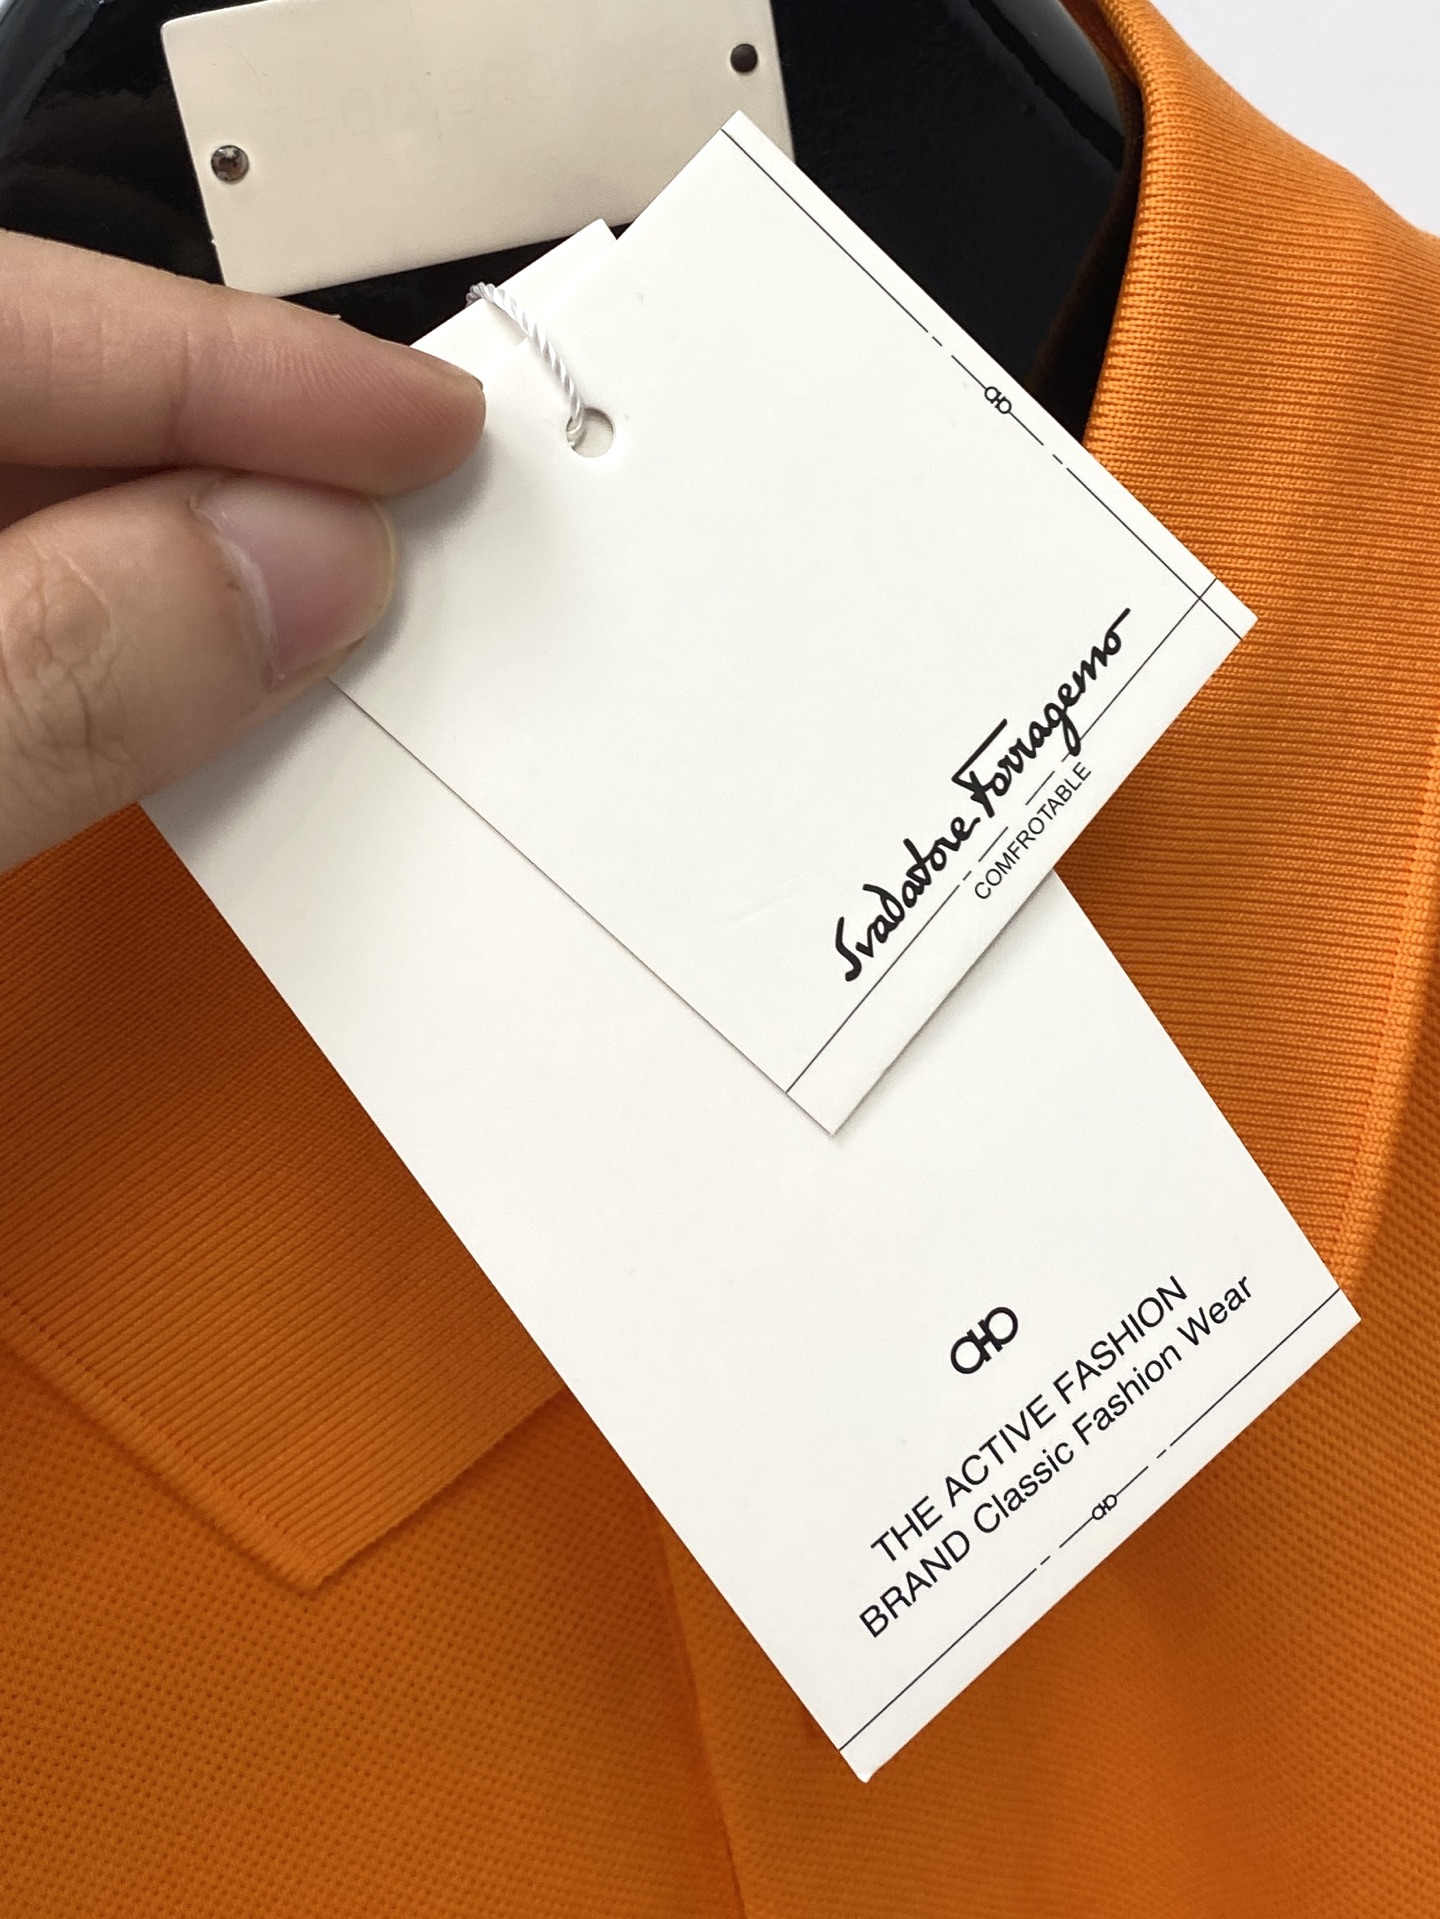 Svadatore Forragemo
COMFROTABLE
THE ACTIVE FASHION
BRAND Classic Fashion Wear